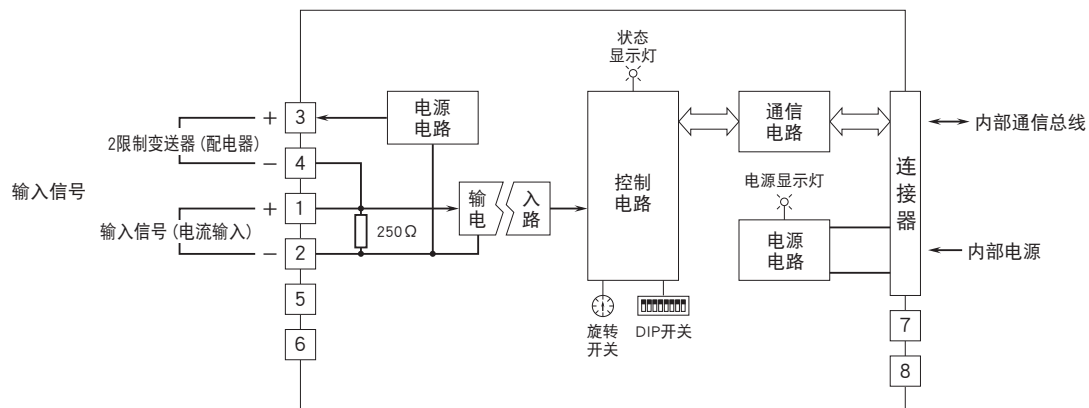 状态
显示灯
电源
电路
通信
电路
+
3
内部通信总线
2限制变送器(配电器)
−
4
控制
电路
连
接
器
电源显示灯
输入信号
+
1
输
电
入
路
输入信号(电流输入)
250Ω
−
2
电源
电路
内部电源
5
6
旋转
开关
DIP开关
7
8